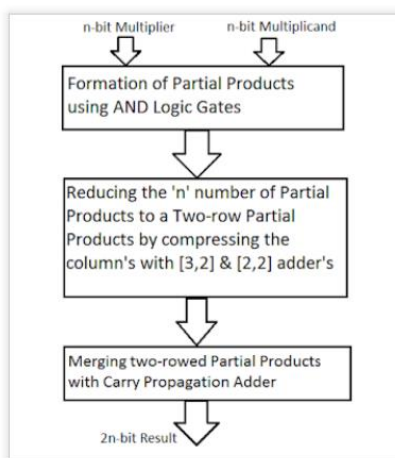 n-bit Multiplier
n-bit Multiplicand
Formation of Partial Products
using AND Logic Gates
Reducing the 'n' number of Partial
Products to a Two-row Partial
Products by compressing the
column's with [3,2] & [2,2] adder's
Merging two-rowed Partial Products
with Carry Propagation Adder
2n-bit Result